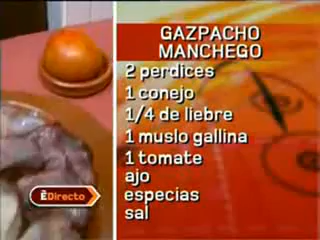 GAZPACHO
MANCHEGO
2 perdices
1 conejo
1/4 de liebre
1 muslo gallina
1 tomate
ajo
especias
sal
EDirecto